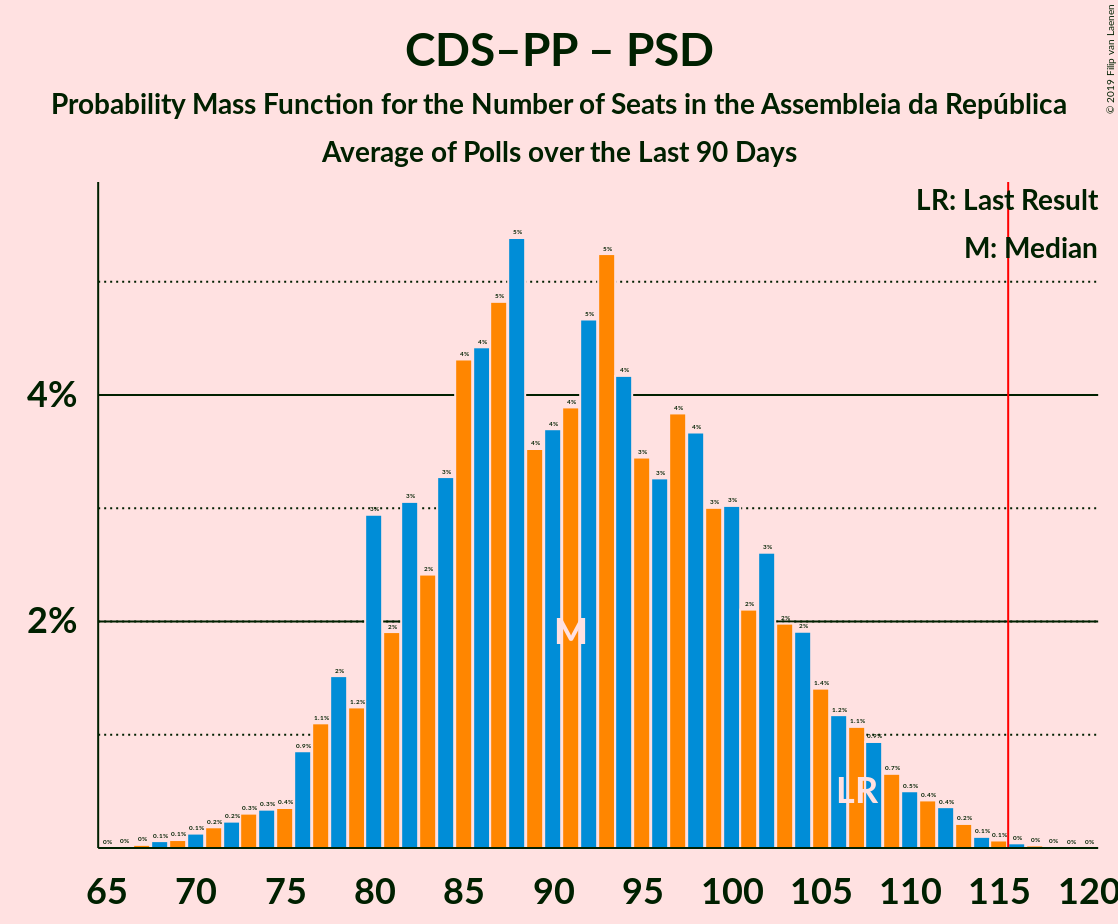 CDS–PP – PSD
Probability Mass Function for the Number of Seats in the Assembleia da República
Average of Polls over the Last 90 Days
© 2019 Filip van Laenen
LR: Last Result
M: Median
4%
2%
0% 0% 0% 0.1% 0.1% 0.1% 0.2% 0.2% 0.3% 0.3% 0.4% 0.9% 1.1% 2% 1.2% 3% 2% 3% 2% 3% 4% 4% 5% 5% 4% 4% 4% 5% 5% 4% 3% 3% 4% 4% 3% 3% 2% 3% 2% 2% 1.4% 1.2% 1.1% 0.9% 0.7% 0.5% 0.4% 0.4% 0.2% 0.1% 0.1% 0% 0% 0% 0% 0%
M
LR
65 70 75 80 85 90 95 100 105 110 115 120